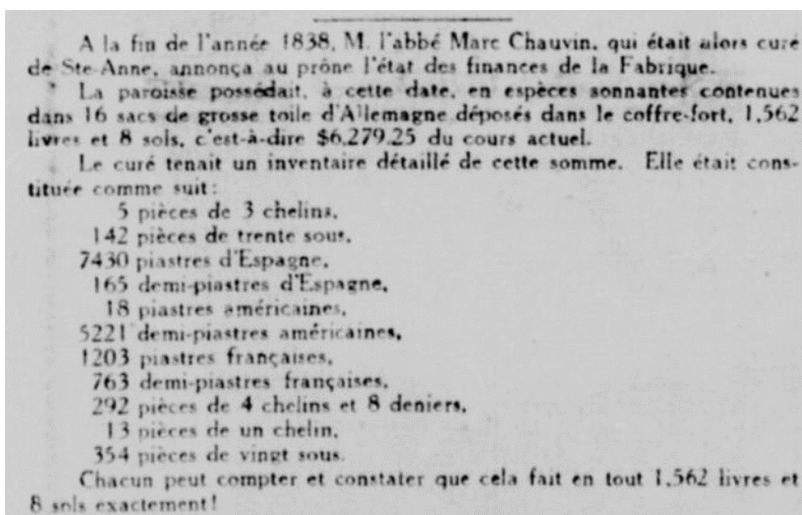 A la fin de l'année 1838, M. l'abbé Marc Chauvin, qui était alors curé
de Ste-Anne, annonça au prône l'état des finances de la Fabrique.
La paroisse possédait, à cette date, en espèces sonnantes contenues
dans 16 sacs de grosse toile d'Allemagne déposés dans le coffre-fort, 1,562
livres et 8 sols, c'est-à-dire $6,279.25 du cours actuel.
Le curé tenait un inventaire détaillé de cette somme. Elle était cons-
tituée comme suit:
5 pièces de 3 chelins,
142 pièces de trente sous,
7430 piastres d'Espagne,
165 demi-piastres d'Espagne,
18 piastres américaines,
5221 demi-piastres américaines,
1203 piastres françaises,
763 demi-piastres françaises,
292 pièces de 4 chelins et 8 deniers,
13 pièces de un chelin,
354 pièces de vingt sous.
Chacun peut compter et constater que cela fait en tout 1,562 livres et
8 sols exactement!